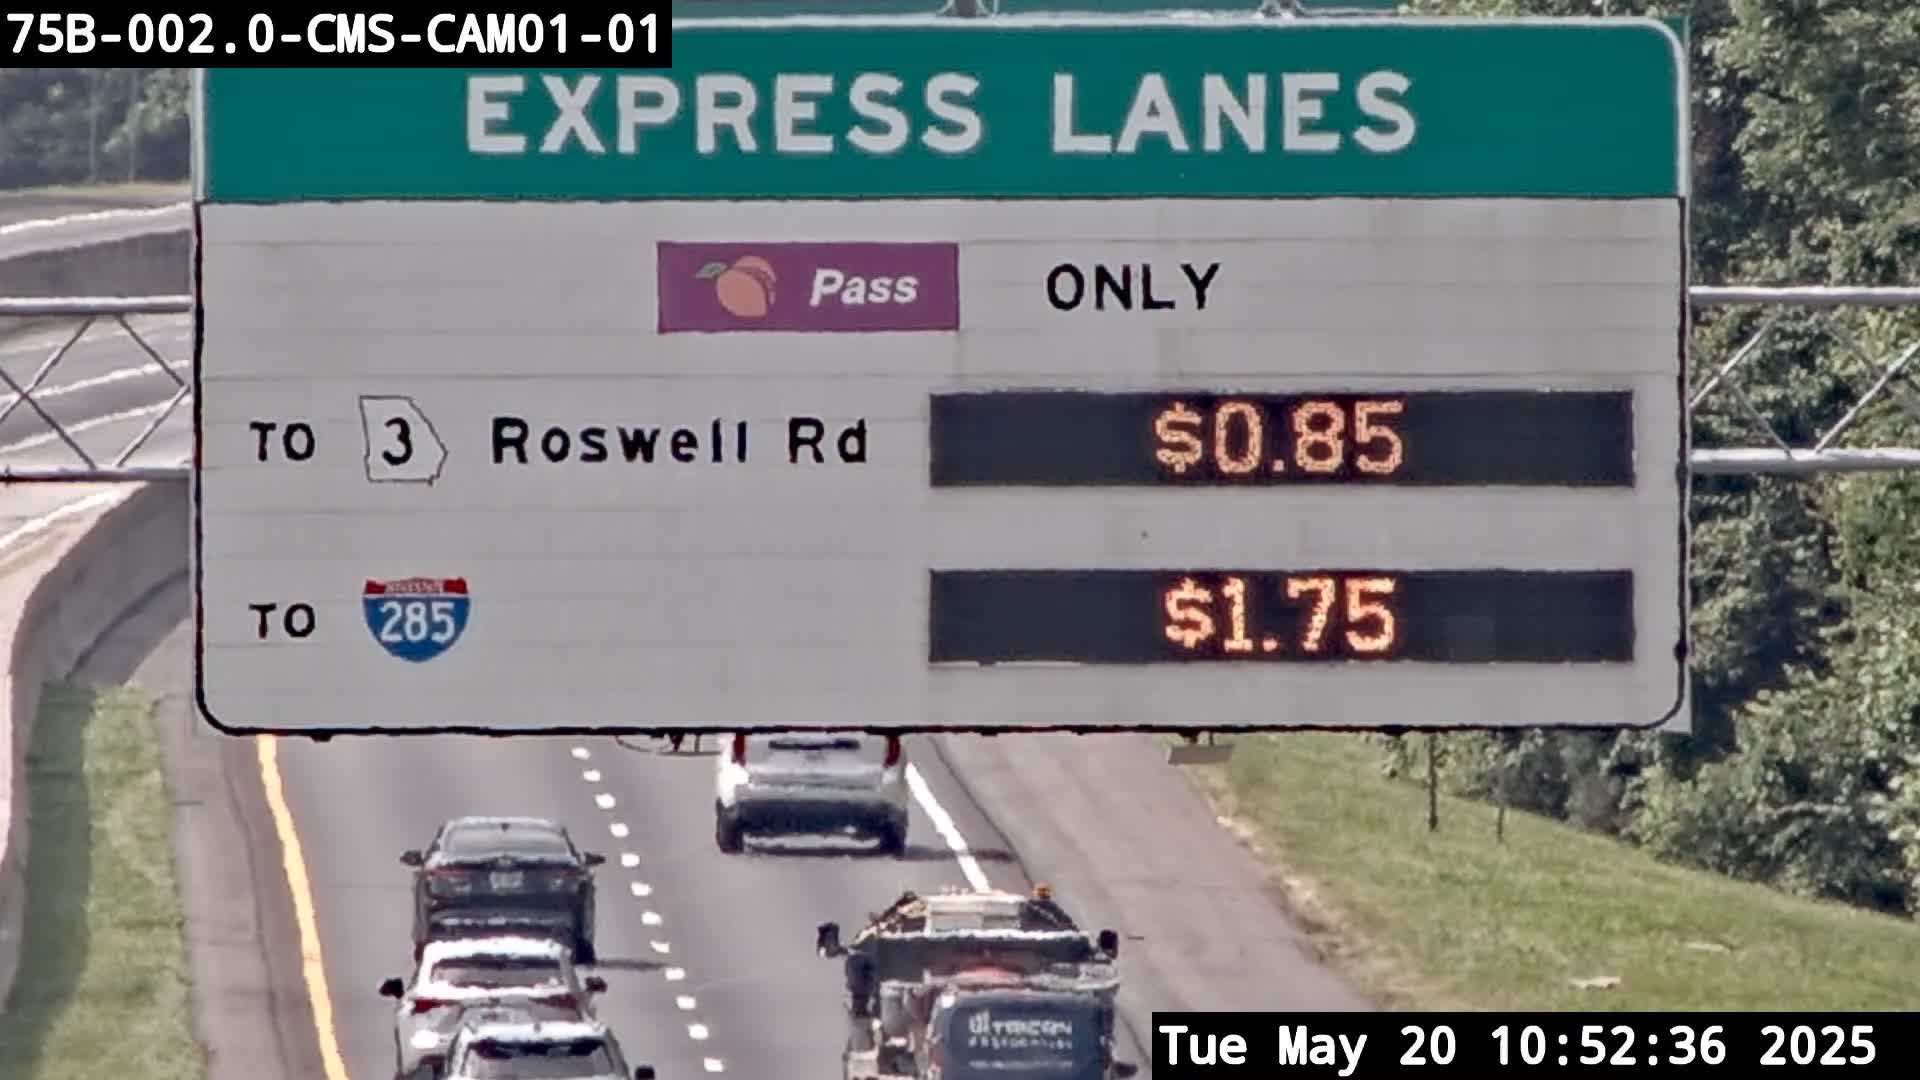 75B-002.0-CMS-CAM01-01
EXPRESS LANES
Pass ONLY
TO 3 Roswell Rd $0.85
TO 285 $1.75
Tue May 20 10:52:36 2025